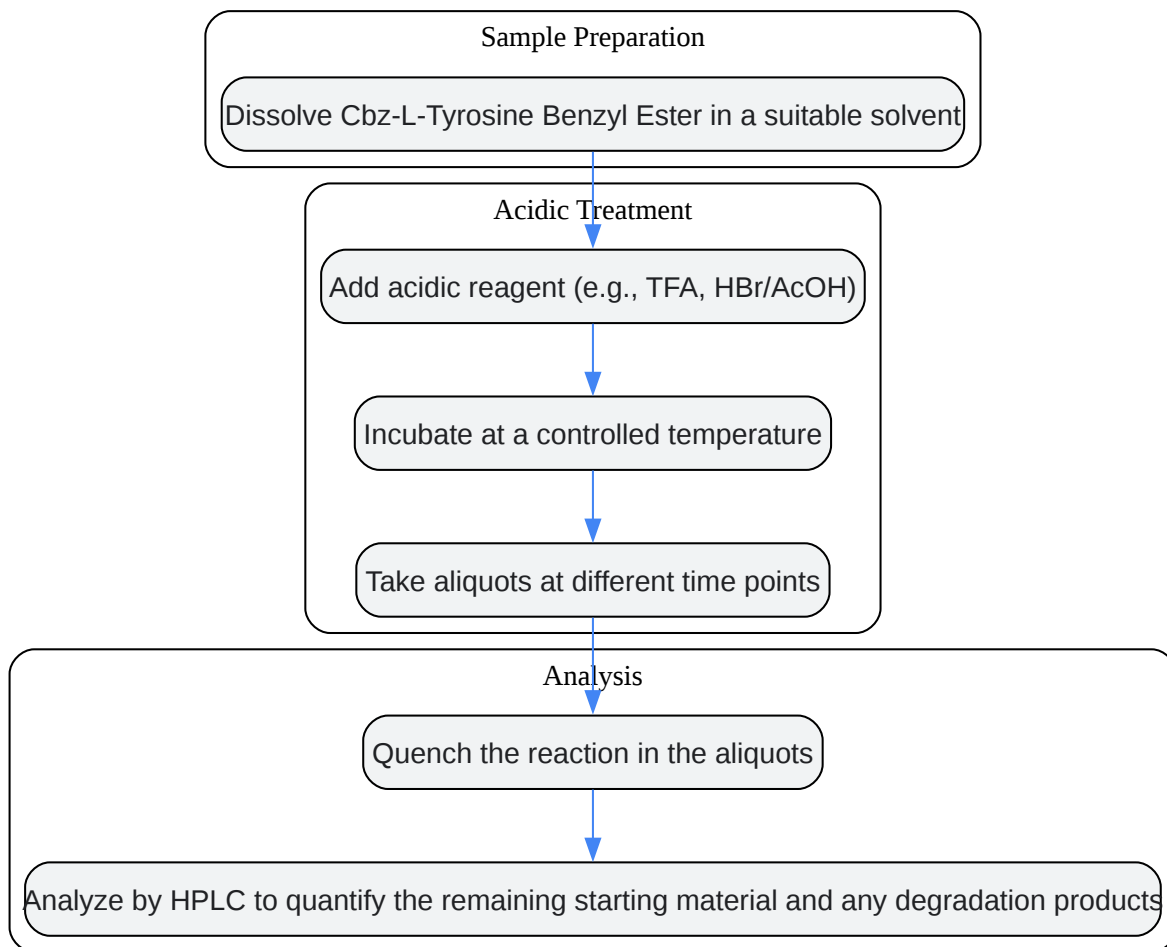 Sample Preparation
Dissolve Cbz-L-Tyrosine Benzyl Ester in a suitable solvent
Acidic Treatment
Add acidic reagent (e.g., TFA, HBr/AcOH)
Incubate at a controlled temperature
Take aliquots at different time points
Analysis
Quench the reaction in the aliquots
Analyze by HPLC to quantify the remaining starting material and any degradation products